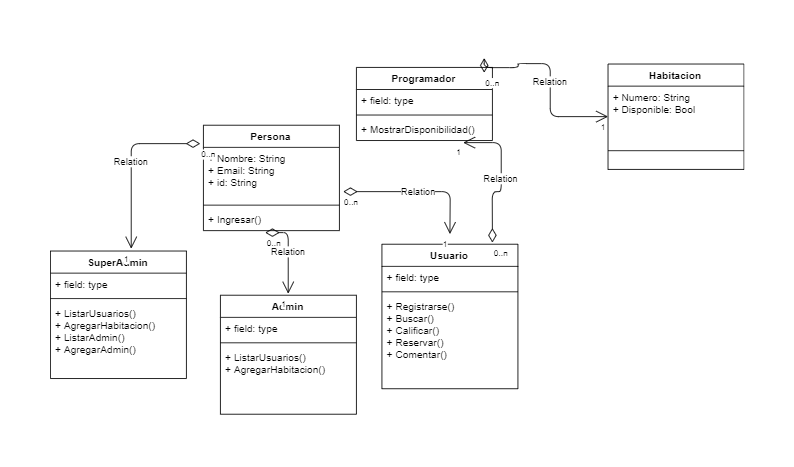 Programador
+ field: type
+ MostrarDisponibilidad()
0..n
Relation
1
Habitacion
+ Numero: String
+ Disponible: Bool
Persona
+ Nombre: String
+ Email: String
+ id: String
+ Ingresar()
0..n
Relation
1
SuperAdmin
+ field: type
+ ListarUsuarios()
+ AgregarHabitacion()
+ ListarAdmin()
+ AgregarAdmin()
0..n
Relation
1
Admin
+ field: type
+ ListarUsuarios()
+ AgregarHabitacion()
0..n
Relation
1
Usuario
+ field: type
+ Registrarse()
+ Buscar()
+ Calificar()
+ Reservar()
+ Comentar()
0..n
Relation
1